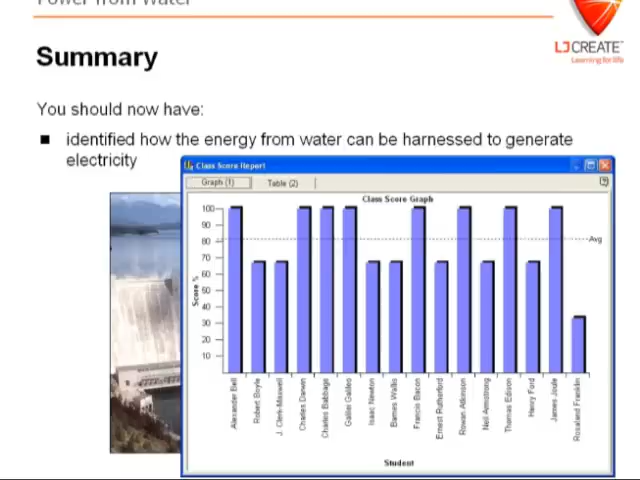 Power from Water
LJCREATE
Learning for life
Summary
You should now have:
identified how the energy from water can be harnessed to generate
electricity
Class Score Report
Graph (1)
Table (2)
Class Score Graph
100
90
80
70
60
50
40
30
20
10
Score %
Avg
Alexander Bell
Robert Boyle
J. Clerk-Maxwell
Charles Darwin
Charles Babbage
Galileo Galilei
Isaac Newton
Barnes Wallis
Francis Bacon
Ernest Rutherford
Rowan Atkinson
Neil Armstrong
Thomas Edison
Henry Ford
James Joule
Rosalind Franklin
Student